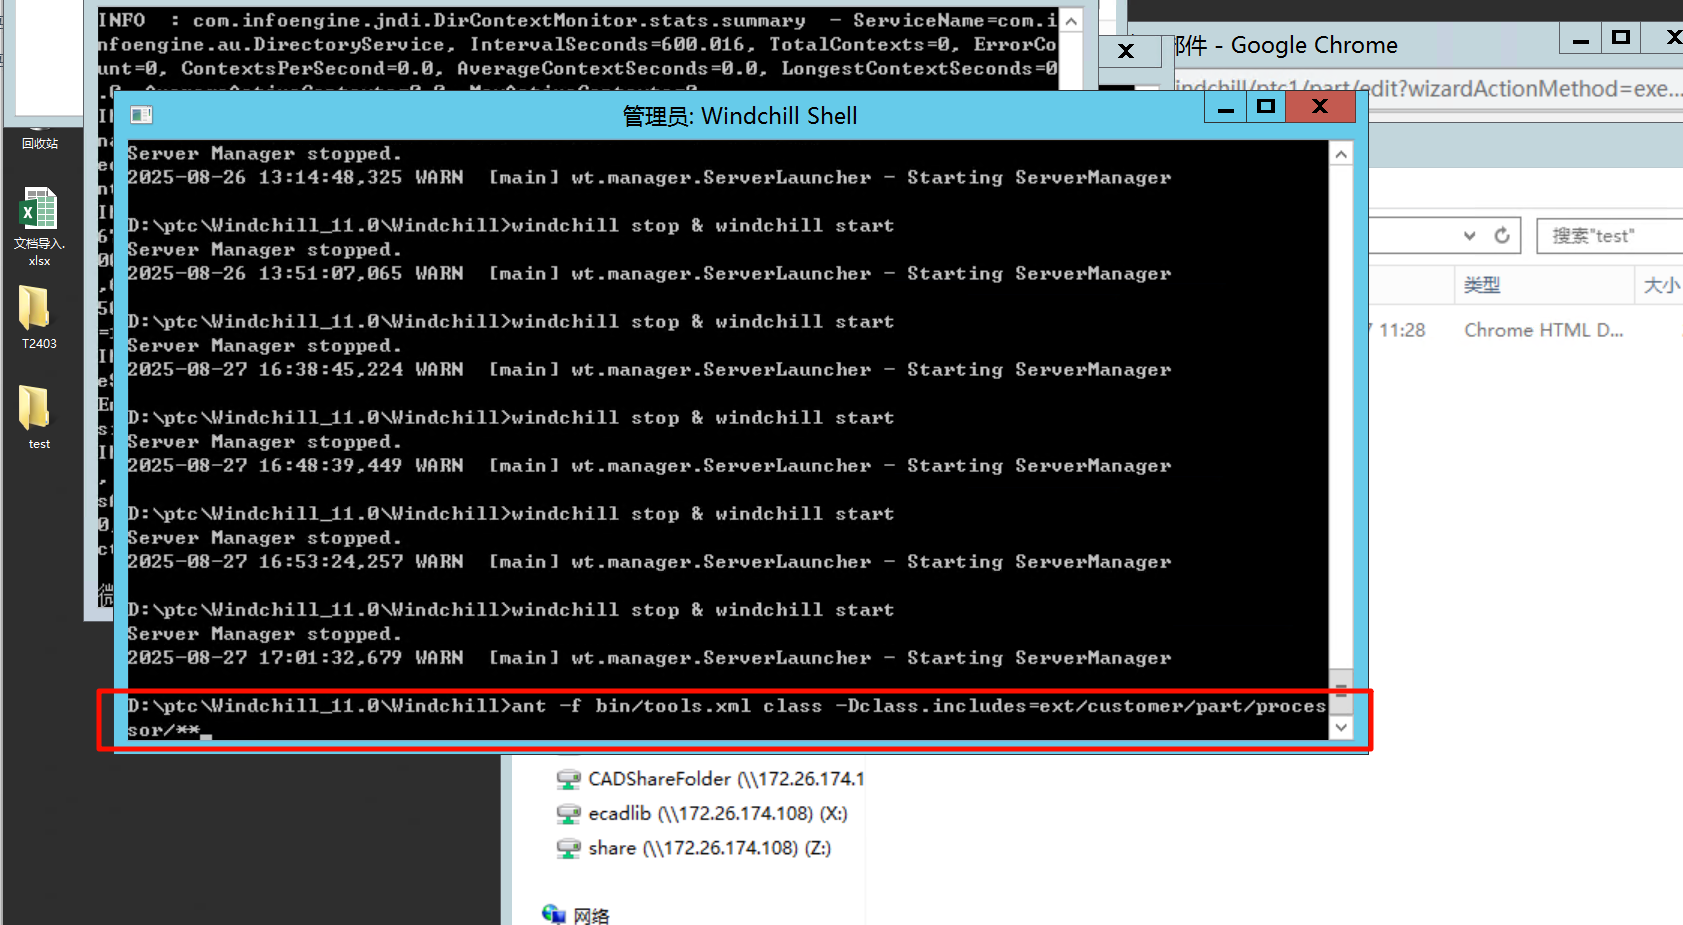 INFO  : com.infoengine.jndi.DirContextMonitor.stats.summary  - ServiceName=com.i
nfoengine.au.DirectoryService, IntervalSeconds=600.016, TotalContexts=0, ErrorCo
unt=0, ContextsPerSecond=0.0, AverageContextSeconds=0.0, LongestContextSeconds=0
.0, AverageActiveContexts=0.0, MaxActiveContexts=0
部件 - Google Chrome
indchill/ptc1/part/edit?wizardActionMethod=exe...
管理员: Windchill Shell
Server Manager stopped.
2025-08-26 13:14:48,325 WARN  [main] wt.manager.ServerLauncher - Starting ServerManager
D:\ptc\Windchill_11.0\Windchill>windchill stop & windchill start
Server Manager stopped.
2025-08-26 13:51:07,065 WARN  [main] wt.manager.ServerLauncher - Starting ServerManager
D:\ptc\Windchill_11.0\Windchill>windchill stop & windchill start
Server Manager stopped.
2025-08-27 16:38:45,224 WARN  [main] wt.manager.ServerLauncher - Starting ServerManager
D:\ptc\Windchill_11.0\Windchill>windchill stop & windchill start
Server Manager stopped.
2025-08-27 16:48:39,449 WARN  [main] wt.manager.ServerLauncher - Starting ServerManager
D:\ptc\Windchill_11.0\Windchill>windchill stop & windchill start
Server Manager stopped.
2025-08-27 16:53:24,257 WARN  [main] wt.manager.ServerLauncher - Starting ServerManager
D:\ptc\Windchill_11.0\Windchill>windchill stop & windchill start
Server Manager stopped.
2025-08-27 17:01:32,679 WARN  [main] wt.manager.ServerLauncher - Starting ServerManager
D:\ptc\Windchill_11.0\Windchill>ant -f bin/tools.xml class -Dclass.includes=ext/customer/part/proces
sor/**_
回收站
文档导入.
xlsx
T2403
test
搜索"test"
类型
大小
11:28
Chrome HTML D...
CADShareFolder (\\172.26.174.1
ecadlib (\\172.26.174.108) (X:)
share (\\172.26.174.108) (Z:)
网络